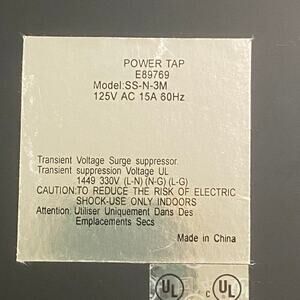 POWER TAP
E89769
Model:SS-N-3M
125V AC 15A 60Hz
Transient Voltage Surge suppressor.
Transient suppression Voltage UL
1449 330V (L-N) (N-G) (L-G)
CAUTION:TO REDUCE THE RISK OF ELECTRIC
SHOCK-USE ONLY INDOORS
Attention: Utiliser Uniquement Dans Des
Emplacements Secs
Made in China
UL c UL